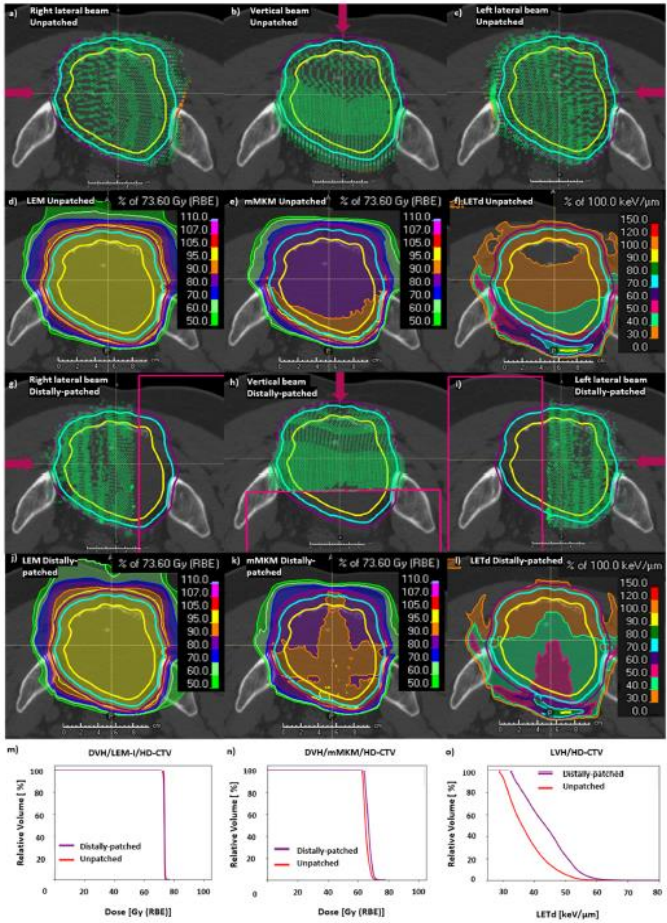 a) Right lateral beam
Unpatched
b) Vertical beam
Unpatched
c) Left lateral beam
Unpatched
d) LEM Unpatched
% of 73.60 Gy (RBE)
110.0
107.0
105.0
95.0
90.0
80.0
70.0
50.0
e) mMKM Unpatched
% of 73.60 Gy (RBE)
110.0
107.0
105.0
95.0
90.0
80.0
70.0
50.0
f) LETd Unpatched
% of 100.0 keV/μm
150.0
120.0
100.0
90.0
80.0
70.0
60.0
50.0
40.0
30.0
0.0
g) Right lateral beam
Distally-patched
h) Vertical beam
Distally-patched
i) Left lateral beam
Distally-patched
j) LEM Distally-
patched
% of 73.60 Gy (RBE)
110.0
107.0
105.0
95.0
90.0
80.0
70.0
50.0
k) mMKM Distally-
patched
% of 73.60 Gy (RBE)
110.0
107.0
105.0
95.0
90.0
80.0
70.0
50.0
l) LETd Distally-patched
% of 100.0 keV/μm
150.0
120.0
100.0
90.0
80.0
70.0
60.0
50.0
40.0
30.0
0.0
m) DVH/LEM-I/HD-CTV
Relative Volume [ %]
100
80
60
40
20
Distally-patched
Unpatched
0 20 40 60 80 100
Dose [Gy (RBE)]
n) DVH/mMKM/HD-CTV
Relative Volume [ %]
100
80
60
40
20
Distally-patched
Unpatched
0 20 40 60 80 100
Dose [Gy (RBE)]
o) LVH/HD-CTV
Relative Volume [ %]
100
80
60
40
20
0
Distally-patched
Unpatched
30 40 50 60 70 80
LETd [keV/μm]